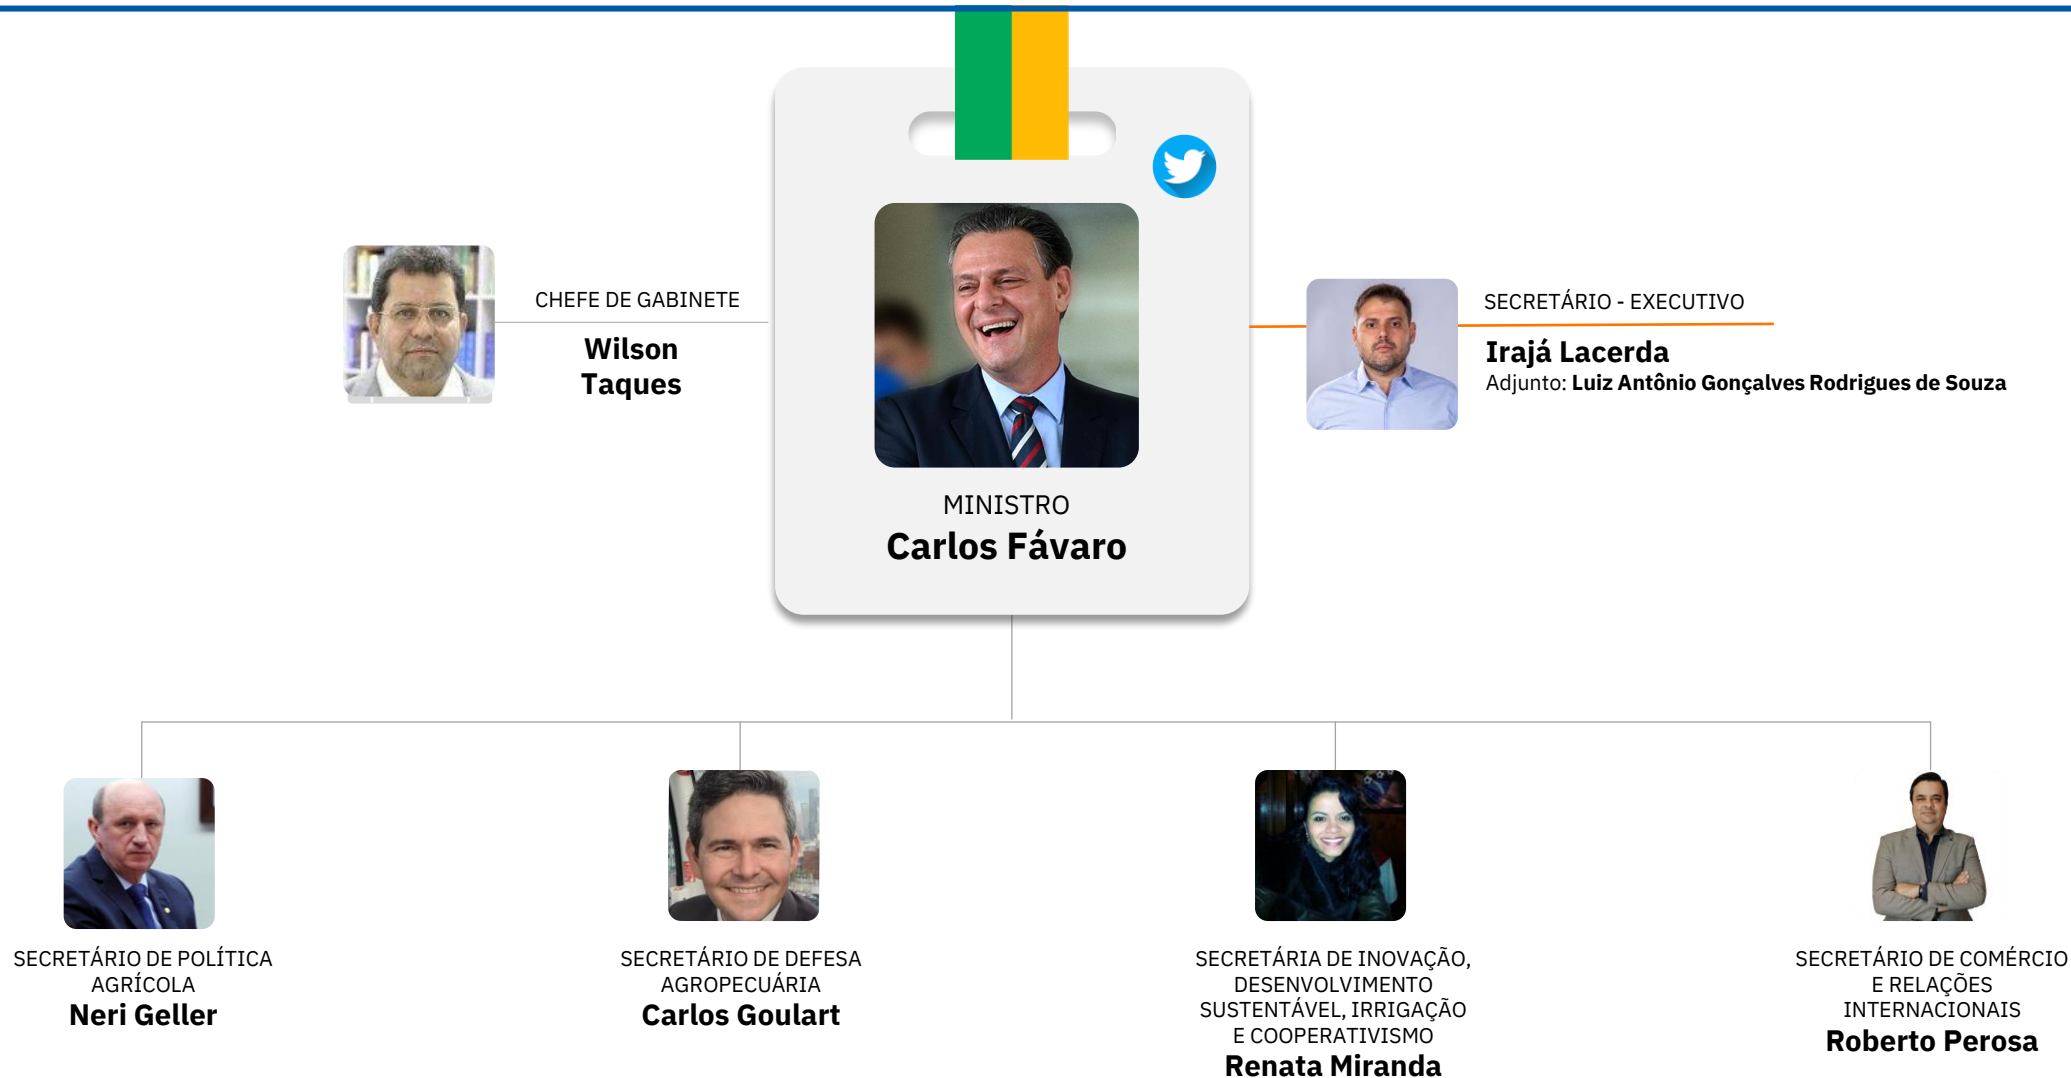 CHEFE DE GABINETE
Wilson
Taques
MINISTRO
Carlos Fávaro
SECRETÁRIO - EXECUTIVO
Irajá Lacerda
Adjunto: Luiz Antônio Gonçalves Rodrigues de Souza
SECRETÁRIO DE POLÍTICA
AGRÍCOLA
Neri Geller
SECRETÁRIO DE DEFESA
AGROPECUÁRIA
Carlos Goulart
SECRETÁRIA DE INOVAÇÃO,
DESENVOLVIMENTO
SUSTENTÁVEL, IRRIGAÇÃO
E COOPERATIVISMO
Renata Miranda
SECRETÁRIO DE COMÉRCIO
E RELAÇÕES
INTERNACIONAIS
Roberto Perosa